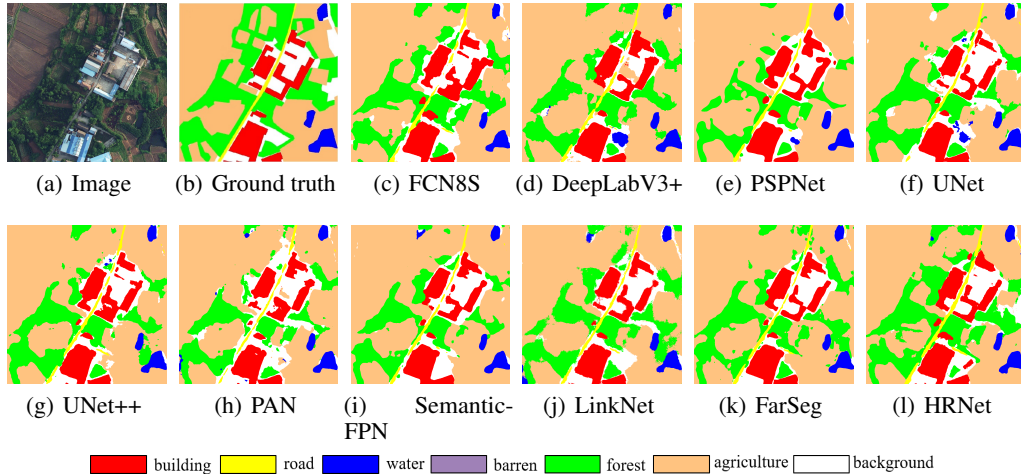 (a) Image (b) Ground truth (c) FCN8S (d) DeepLabV3+ (e) PSPNet (f) UNet
(g) UNet++ (h) PAN (i) Semantic- (j) LinkNet (k) FarSeg (l) HRNet
FPN
building road water barren forest agriculture background